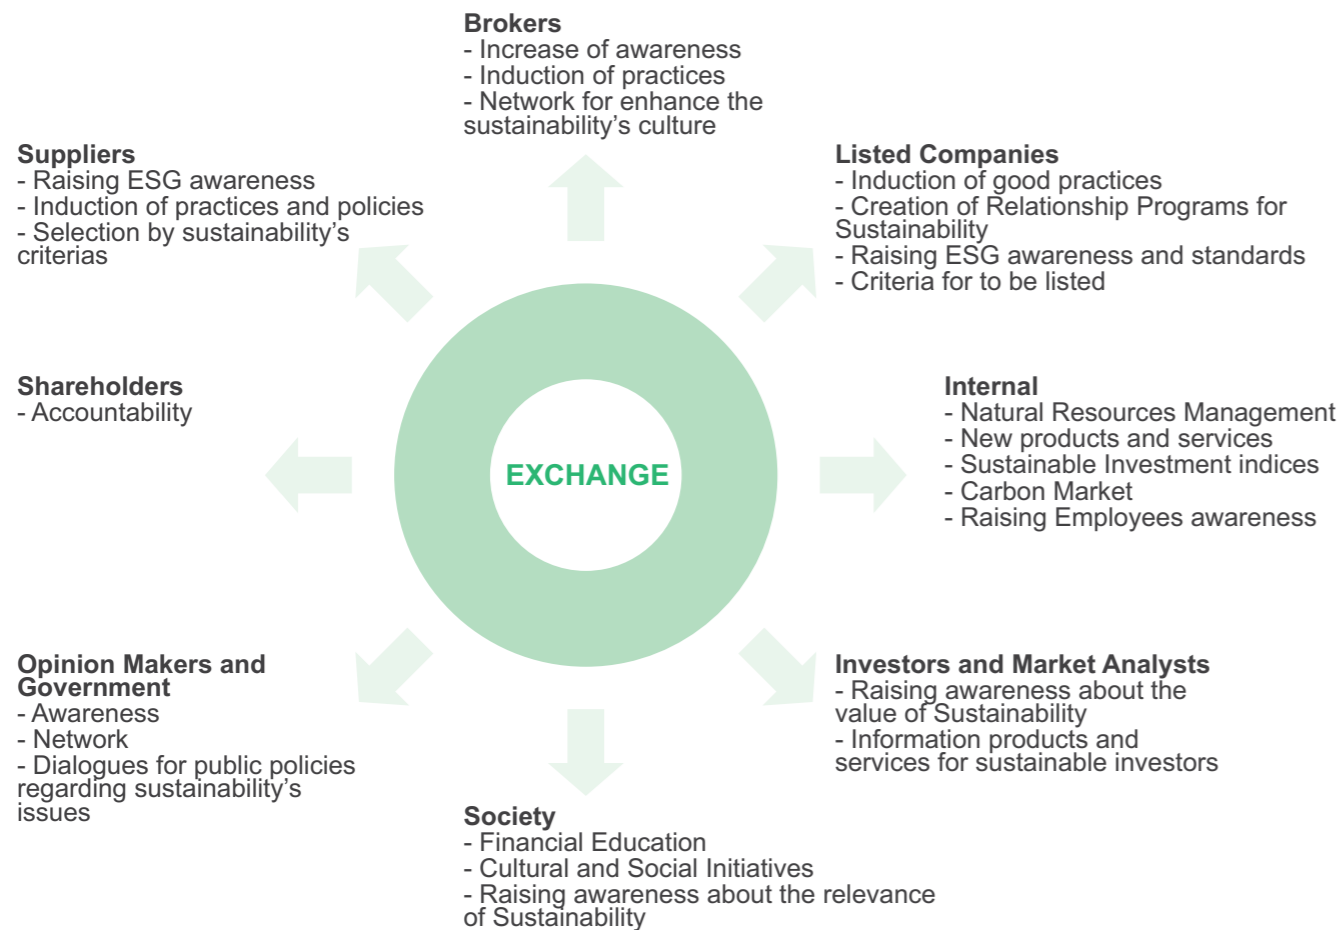 Brokers
- Increase of awareness
- Induction of practices
- Network for enhance the
sustainability’s culture
Suppliers
- Raising ESG awareness
- Induction of practices and policies
- Selection by sustainability’s
criterias
Listed Companies
- Induction of good practices
- Creation of Relationship Programs for
Sustainability
- Raising ESG awareness and standards
- Criteria for to be listed
Shareholders
- Accountability
EXCHANGE
Internal
- Natural Resources Management
- New products and services
- Sustainable Investment indices
- Carbon Market
- Raising Employees awareness
Opinion Makers and
Government
- Awareness
- Network
- Dialogues for public policies
regarding sustainability’s
issues
Investors and Market Analysts
- Raising awareness about the
value of Sustainability
- Information products and
services for sustainable investors
Society
- Financial Education
- Cultural and Social Initiatives
- Raising awareness about the relevance
of Sustainability